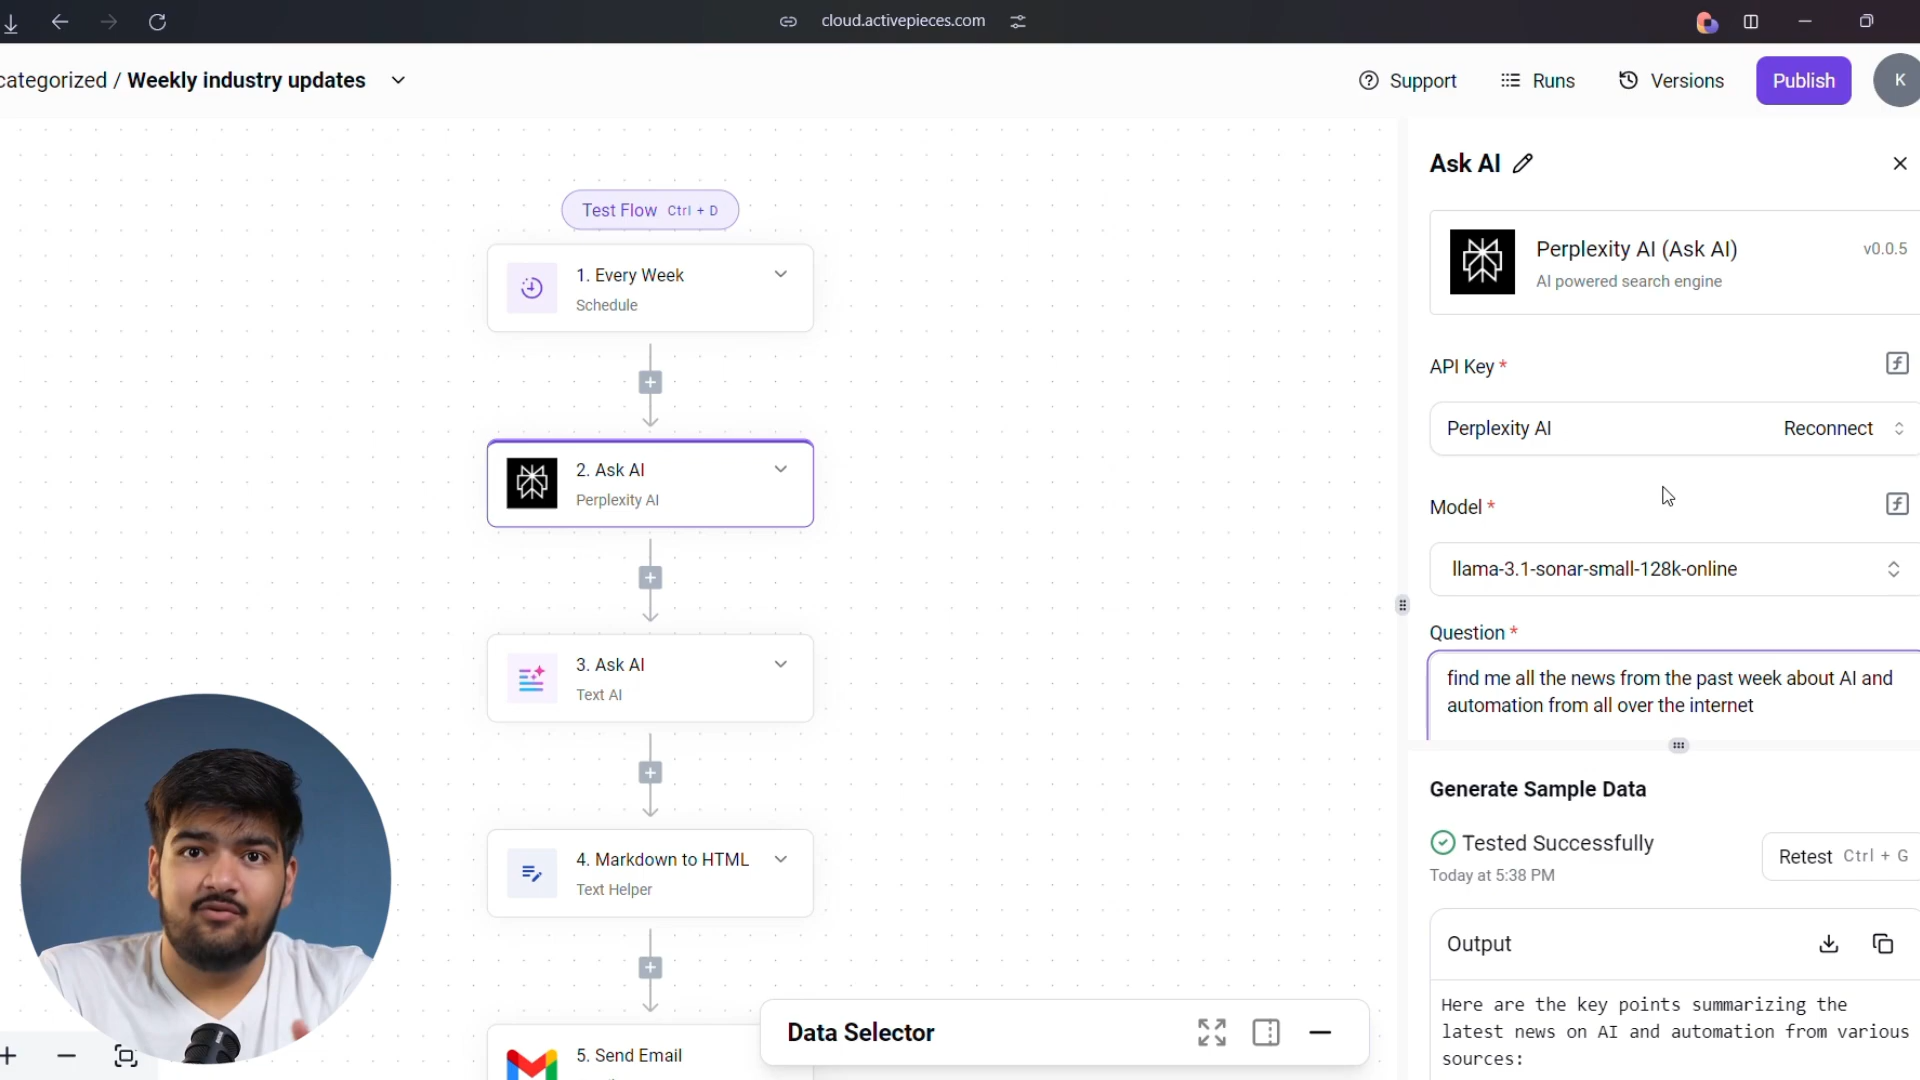 cloud.activepieces.com
categorized / Weekly industry updates
Support
Runs
Versions
Publish
K
Test Flow Ctrl + D
1. Every Week
Schedule
2. Ask AI
Perplexity AI
3. Ask AI
Text AI
4. Markdown to HTML
Text Helper
5. Send Email
Data Selector
Ask AI
Perplexity AI (Ask AI) v0.0.5
AI powered search engine
API Key *
Perplexity AI Reconnect
Model *
llama-3.1-sonar-small-128k-online
Question *
find me all the news from the past week about AI and
automation from all over the internet
Generate Sample Data
Tested Successfully
Today at 5:38 PM
Retest Ctrl + G
Output
Here are the key points summarizing the
latest news on AI and automation from various
sources: